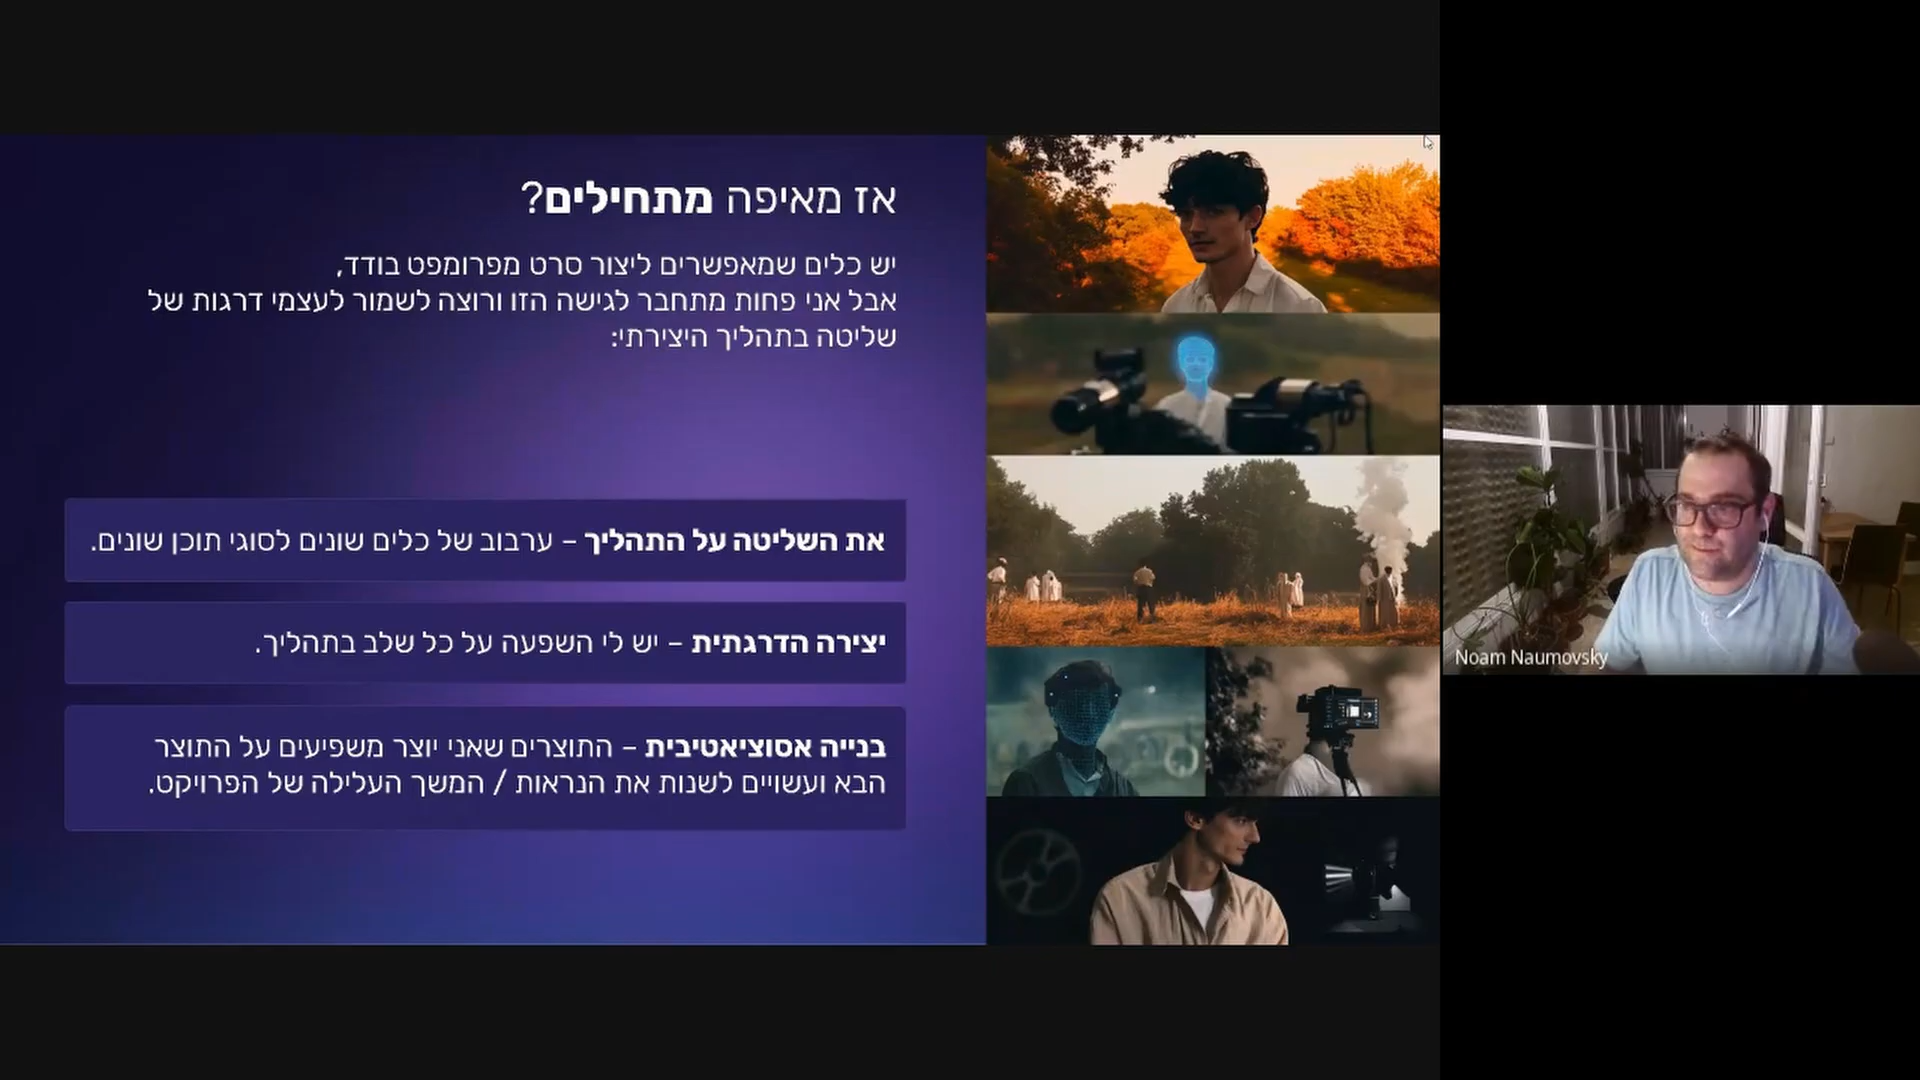 אז מאיפה מתחילים?
יש כלים שמאפשרים ליצור סרט מפרומפט בודד,
אבל אני פחות מתחבר לגישה הזו ורוצה לשמור לעצמי דרגות של
שליטה בתהליך היצירתי:
את השליטה על התהליך – ערבוב של כלים שונים לסוגי תוכן שונים.
יצירה הדרגתית – יש לי השפעה על כל שלב בתהליך.
בנייה אסוציאטיבית – התוצרים שאני יוצר משפיעים על התוצר
הבא ועשויים לשנות את הנראות / המשך העלילה של הפרויקט.
Noam Naumovsky